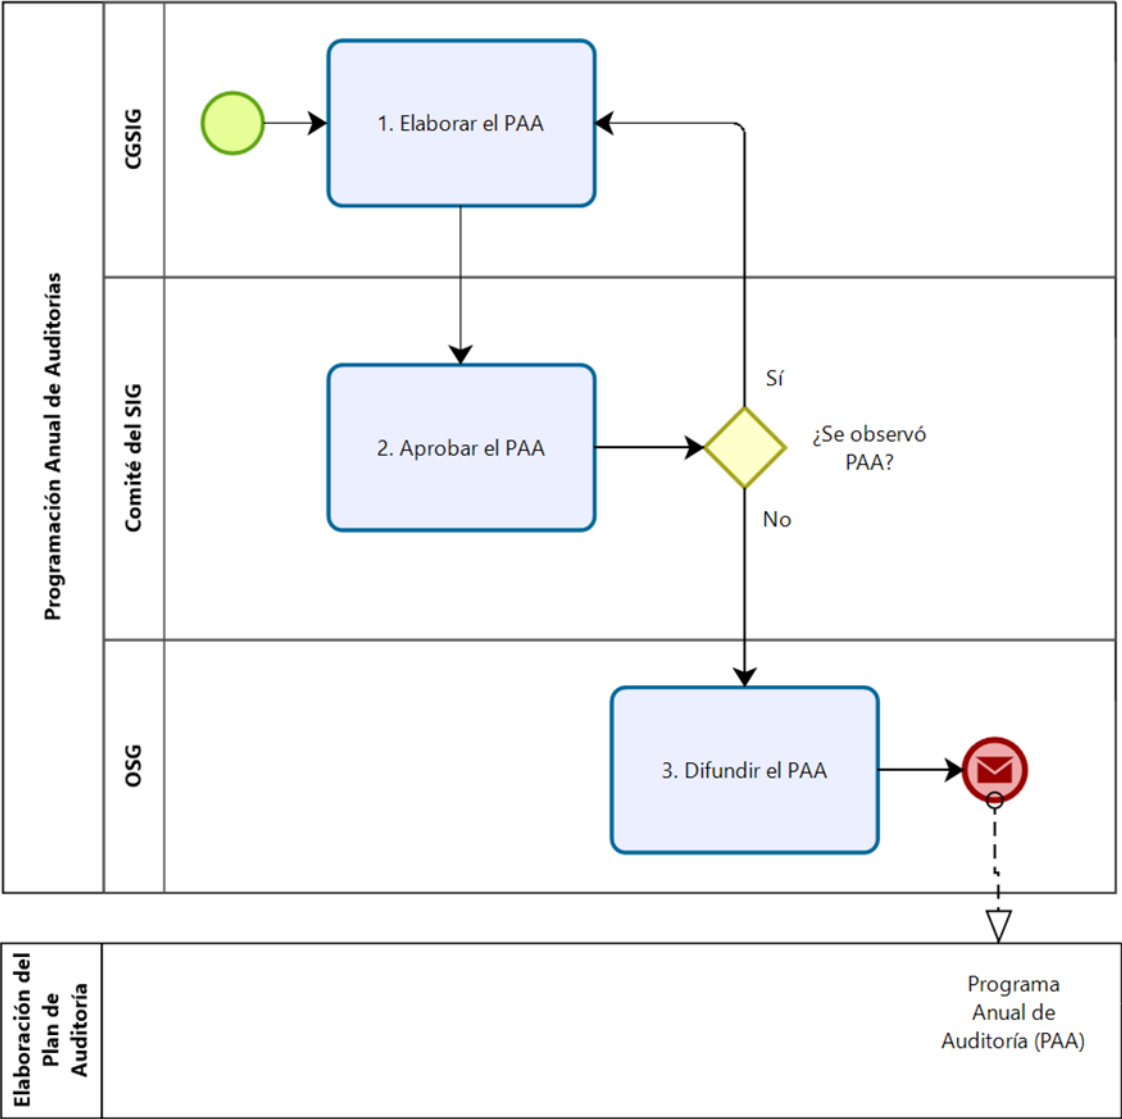 Programación Anual de Auditorías
CGSIG
1. Elaborar el PAA
Comité del SIG
2. Aprobar el PAA
Sí
¿Se observó
PAA?
No
OSG
3. Difundir el PAA
Elaboración del
Plan de
Auditoría
Programa
Anual de
Auditoría (PAA)